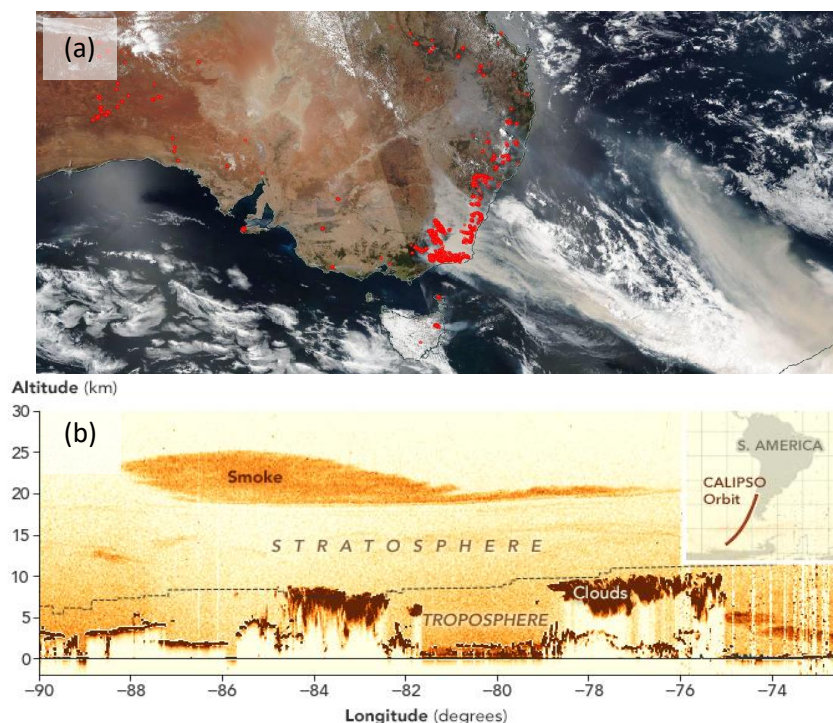 (a)
Altitude (km)
30
25
20
15
10
5
0
(b)
Smoke
S. AMERICA
CALIPSO
Orbit
STRATOSPHERE
Clouds
TROPOSPHERE
−90
−88
−86
−84
−82
−80
−78
−76
−74
Longitude (degrees)